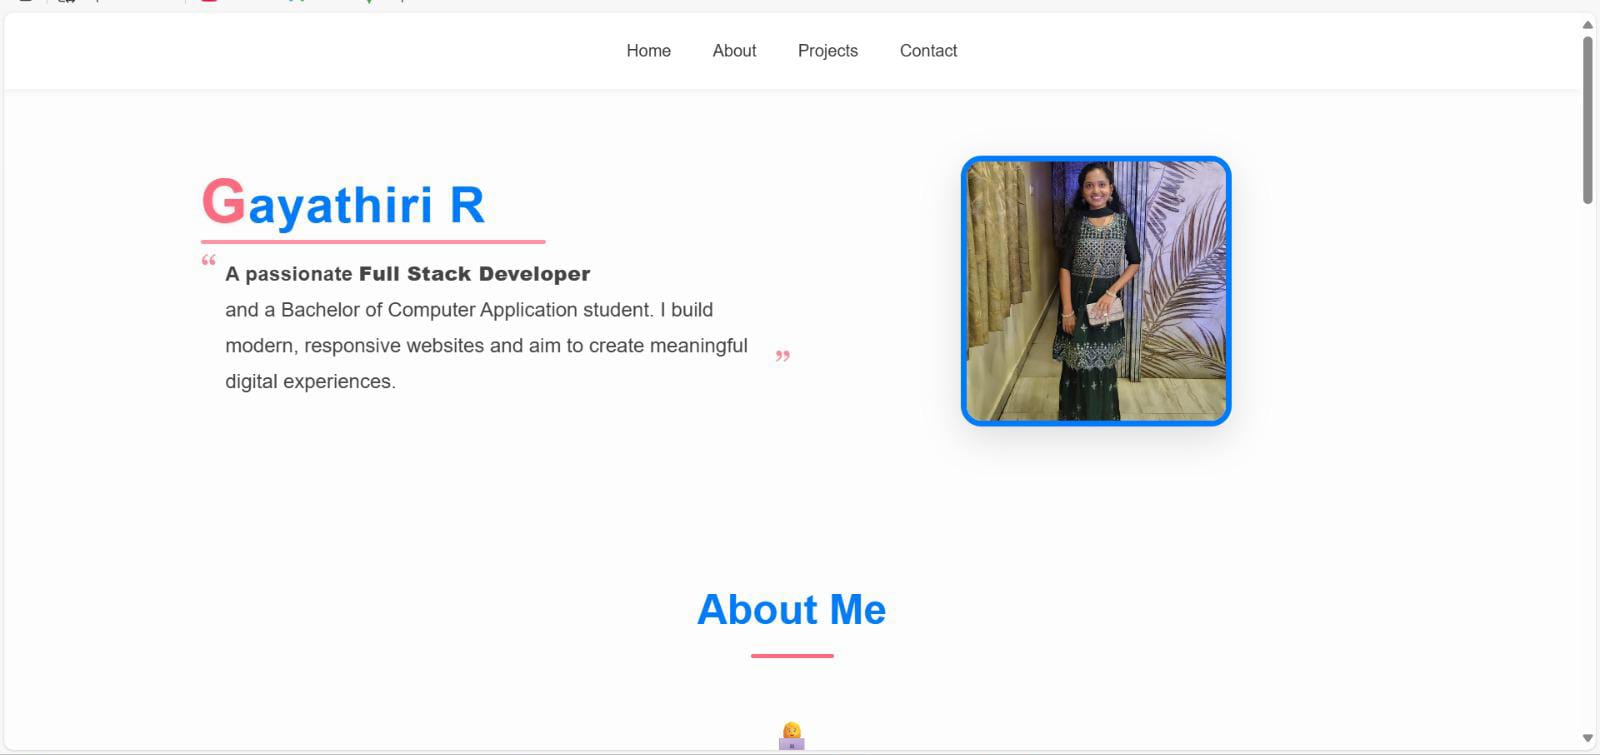 Home About Projects Contact
Gayathiri R
“ A passionate Full Stack Developer
and a Bachelor of Computer Application student. I build
modern, responsive websites and aim to create meaningful ”
digital experiences.
About Me